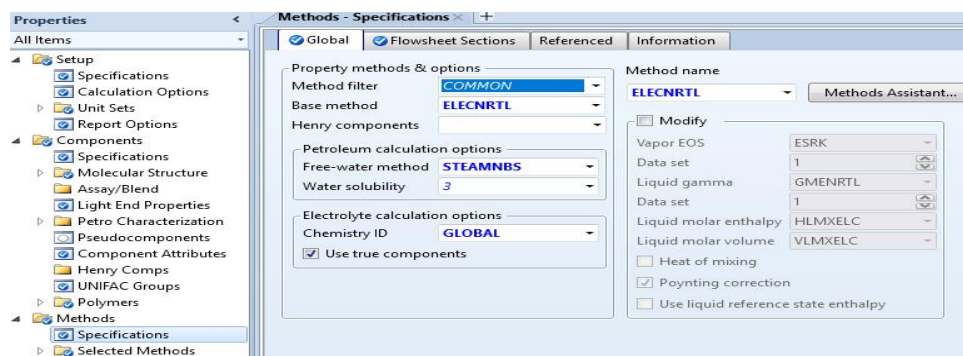 Properties
All Items
Setup
Specifications
Calculation Options
Unit Sets
Report Options
Components
Specifications
Molecular Structure
Assay/Blend
Light End Properties
Petro Characterization
Pseudocomponents
Component Attributes
Henry Comps
UNIFAC Groups
Polymers
Methods
Specifications
Selected Methods
Methods - Specifications
Global Flowsheet Sections Referenced Information
Property methods & options
Method filter COMMON
Base method ELECNRTL
Henry components
Petroleum calculation options
Free-water method STEAMNBS
Water solubility 3
Electrolyte calculation options
Chemistry ID GLOBAL
Use true components
Method name
ELECNRTL Methods Assistant...
Modify
Vapor EOS ESRK
Data set 1
Liquid gamma GMENRTL
Data set 1
Liquid molar enthalpy HLMXELC
Liquid molar volume VLMXELC
Heat of mixing
Poynting correction
Use liquid reference state enthalpy